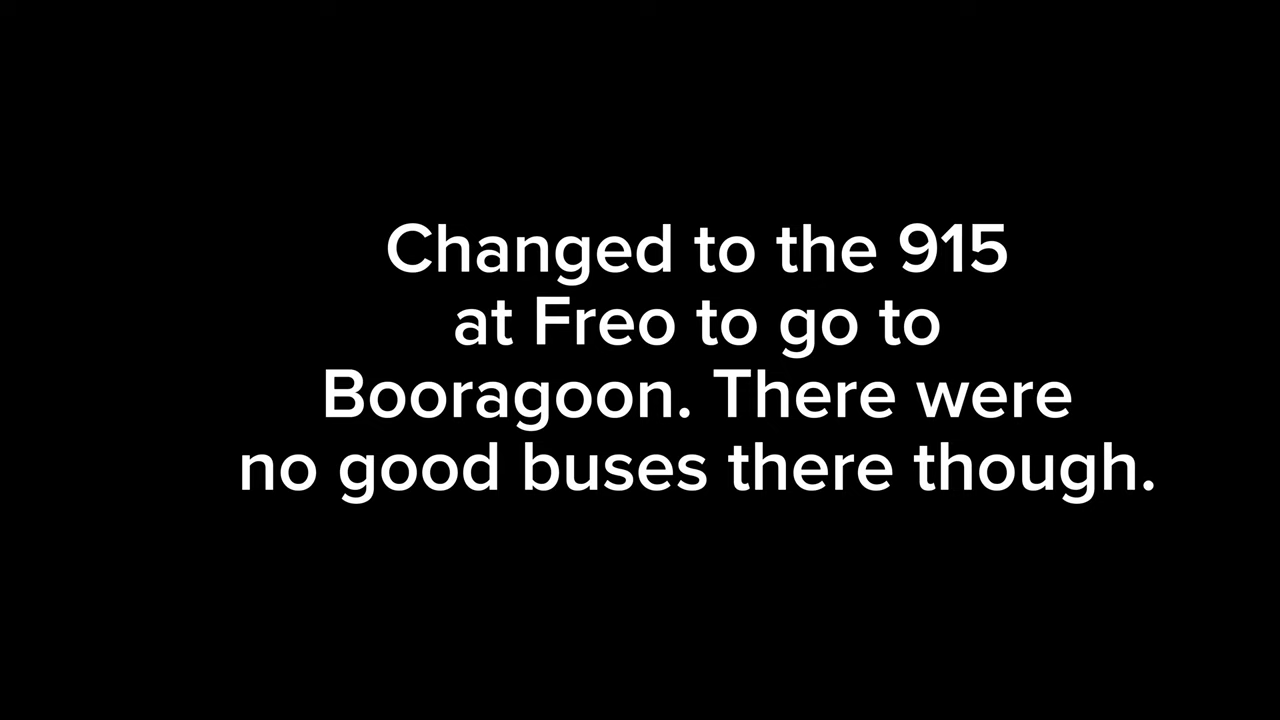 Changed to the 915
at Freo to go to
Booragoon. There were
no good buses there though.